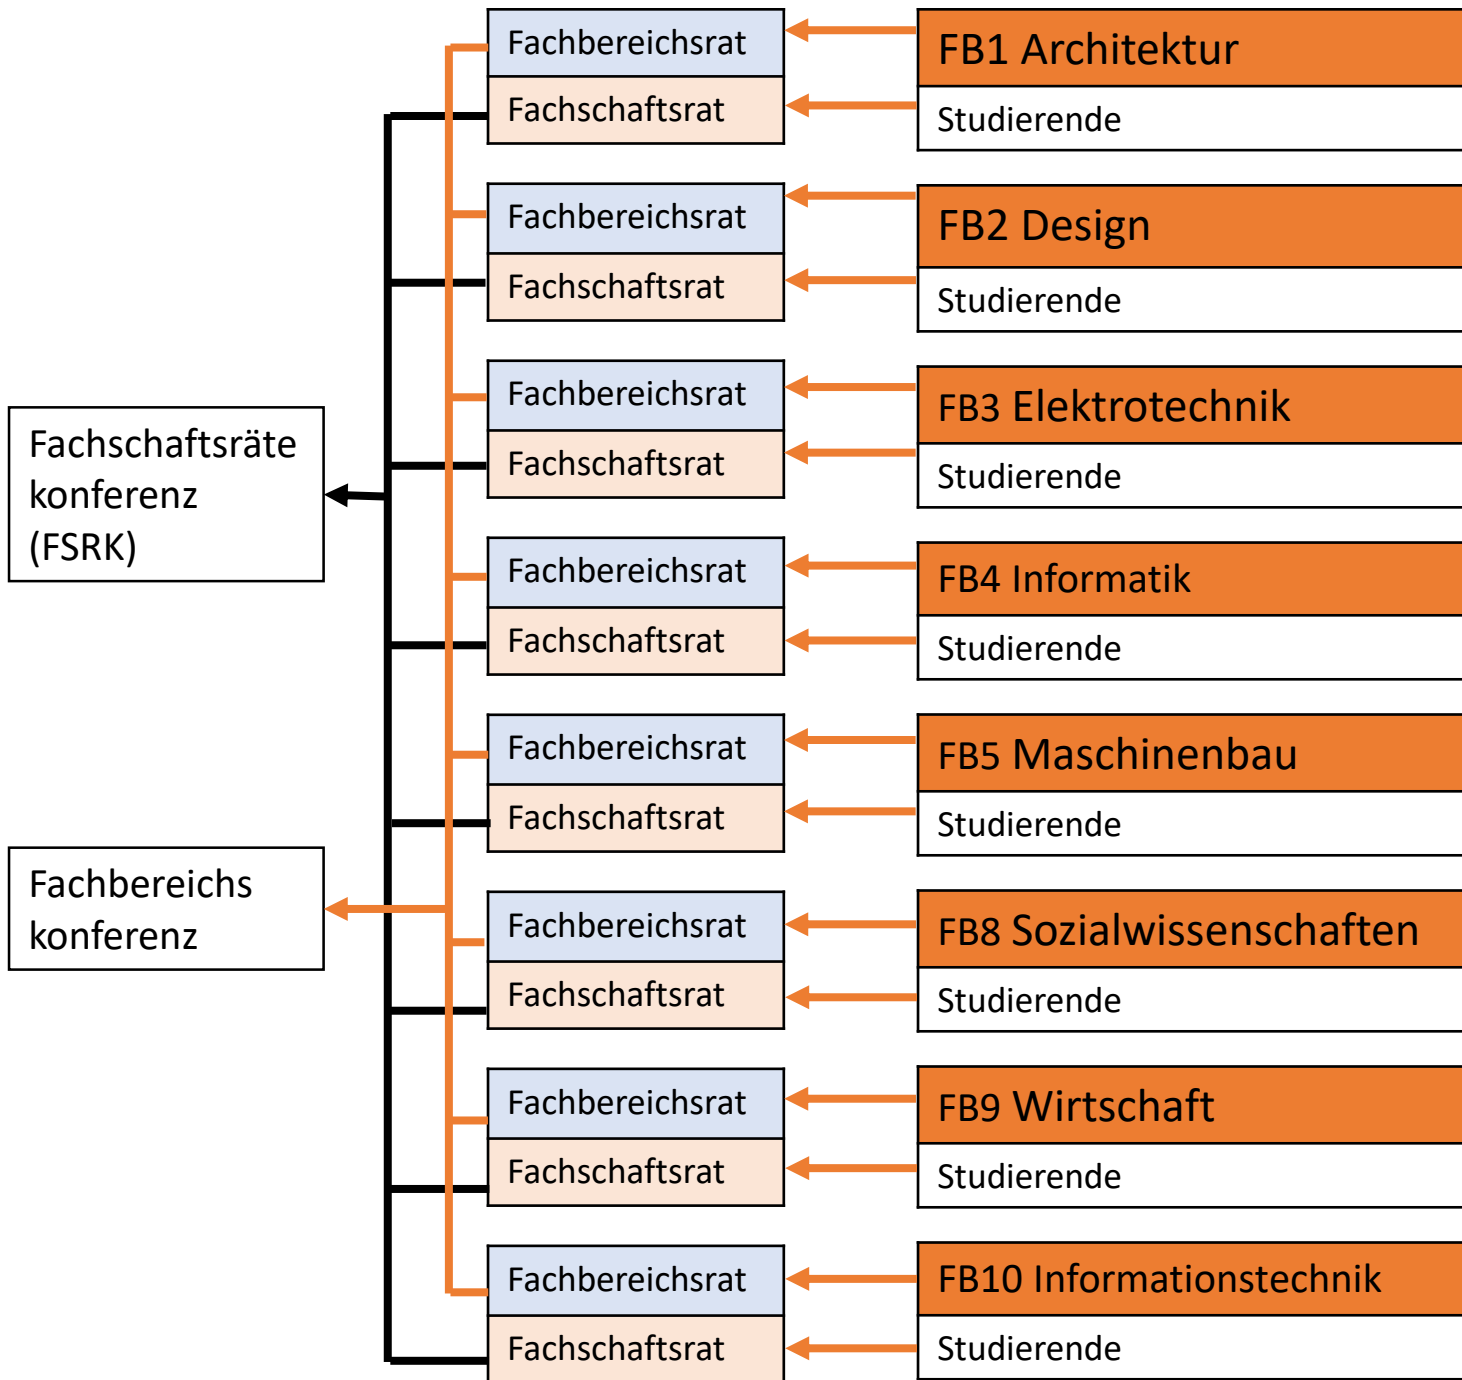 Fachbereichsrat
FB1 Architektur
Fachschaftsrat
Studierende
Fachbereichsrat
FB2 Design
Fachschaftsrat
Studierende
Fachbereichsrat
FB3 Elektrotechnik
Fachschaftsrat
Studierende
Fachschaftsräte
konferenz
(FSRK)
Fachbereichsrat
FB4 Informatik
Fachschaftsrat
Studierende
Fachbereichsrat
FB5 Maschinenbau
Fachschaftsrat
Studierende
Fachbereichs
konferenz
Fachbereichsrat
FB8 Sozialwissenschaften
Fachschaftsrat
Studierende
Fachbereichsrat
FB9 Wirtschaft
Fachschaftsrat
Studierende
Fachbereichsrat
FB10 Informationstechnik
Fachschaftsrat
Studierende